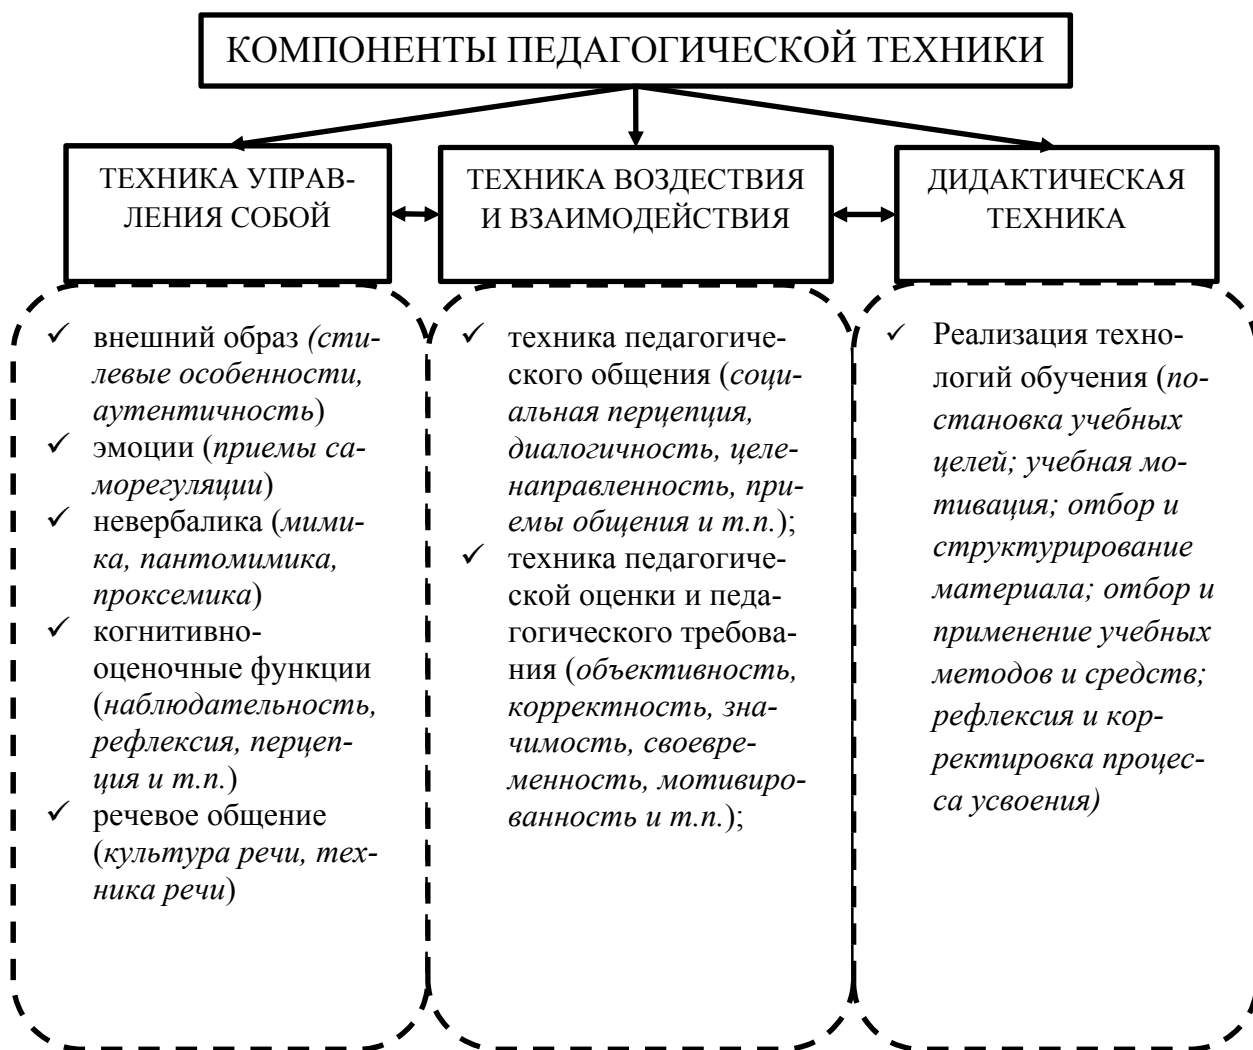 КОМПОНЕНТЫ ПЕДАГОГИЧЕСКОЙ ТЕХНИКИ
ТЕХНИКА УПРАВ-
ЛЕНИЯ СОБОЙ
ТЕХНИКА ВОЗДЕСТВИЯ
И ВЗАИМОДЕЙСТВИЯ
ДИДАКТИЧЕСКАЯ
ТЕХНИКА
✓ внешний образ (сти-
левые особенности,
аутентичность)
✓ эмоции (приемы са-
морегуляции)
✓ невербалика (мими-
ка, пантомимика,
проксемика)
✓ когнитивно-
оценочные функции
(наблюдательность,
рефлексия, перцеп-
ция и т.п.)
✓ речевое общение
(культура речи, тех-
ника речи)
✓ техника педагогиче-
ского общения (соци-
альная перцепция,
диалогичность, целе-
направленность, при-
емы общения и т.п.);
✓ техника педагогиче-
ской оценки и педа-
гогического требова-
ния (объективность,
корректность, зна-
чимость, своевре-
менность, мотивиро-
ванность и т.п.);
✓ Реализация техно-
логий обучения (по-
становка учебных
целей; учебная мо-
тивация; отбор и
структурирование
материала; отбор и
применение учебных
методов и средств;
рефлексия и кор-
ректировка процес-
са усвоения)